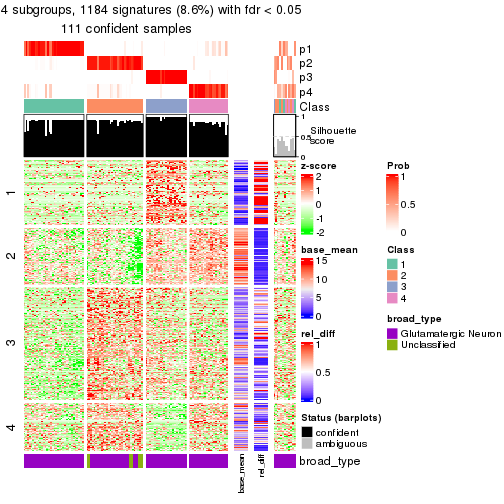 4 subgroups, 1184 signatures (8.6%) with fdr < 0.05
111 confident samples
p1
p2
p3
p4
Class
1
0.5
0
Silhouette
score
1
2
3
4
base_mean
rel_diff
broad_type
z-score
2
1
0
-1
-2
base_mean
15
10
5
0
rel_diff
1
0.5
0
Status (barplots)
confident
ambiguous
Prob
1
0.5
0
Class
1
2
3
4
broad_type
Glutamatergic Neuron
Unclassified